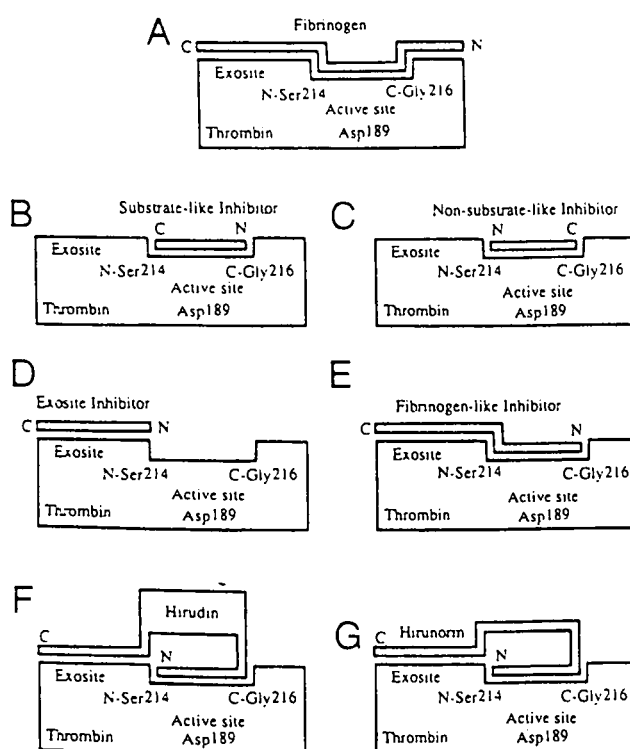 A
Fibrinogen
C
N
Exosite
N-Ser214
C-Gly216
Active site
Thrombin
Asp189
B
Substrate-like Inhibitor
C
N
Exosite
N-Ser214
C-Gly216
Active site
Thrombin
Asp189
C
Non-substrate-like Inhibitor
N
C
Exosite
N-Ser214
C-Gly216
Active site
Thrombin
Asp189
D
Exosite Inhibitor
C
N
Exosite
N-Ser214
C-Gly216
Active site
Thrombin
Asp189
E
Fibrinogen-like Inhibitor
C
N
Exosite
N-Ser214
C-Gly216
Active site
Thrombin
Asp189
F
Hirudin
C
N
Exosite
N-Ser214
C-Gly216
Active site
Thrombin
Asp189
G
C
Hirunorm
N
Exosite
N-Ser214
C-Gly216
Active site
Thrombin
Asp189